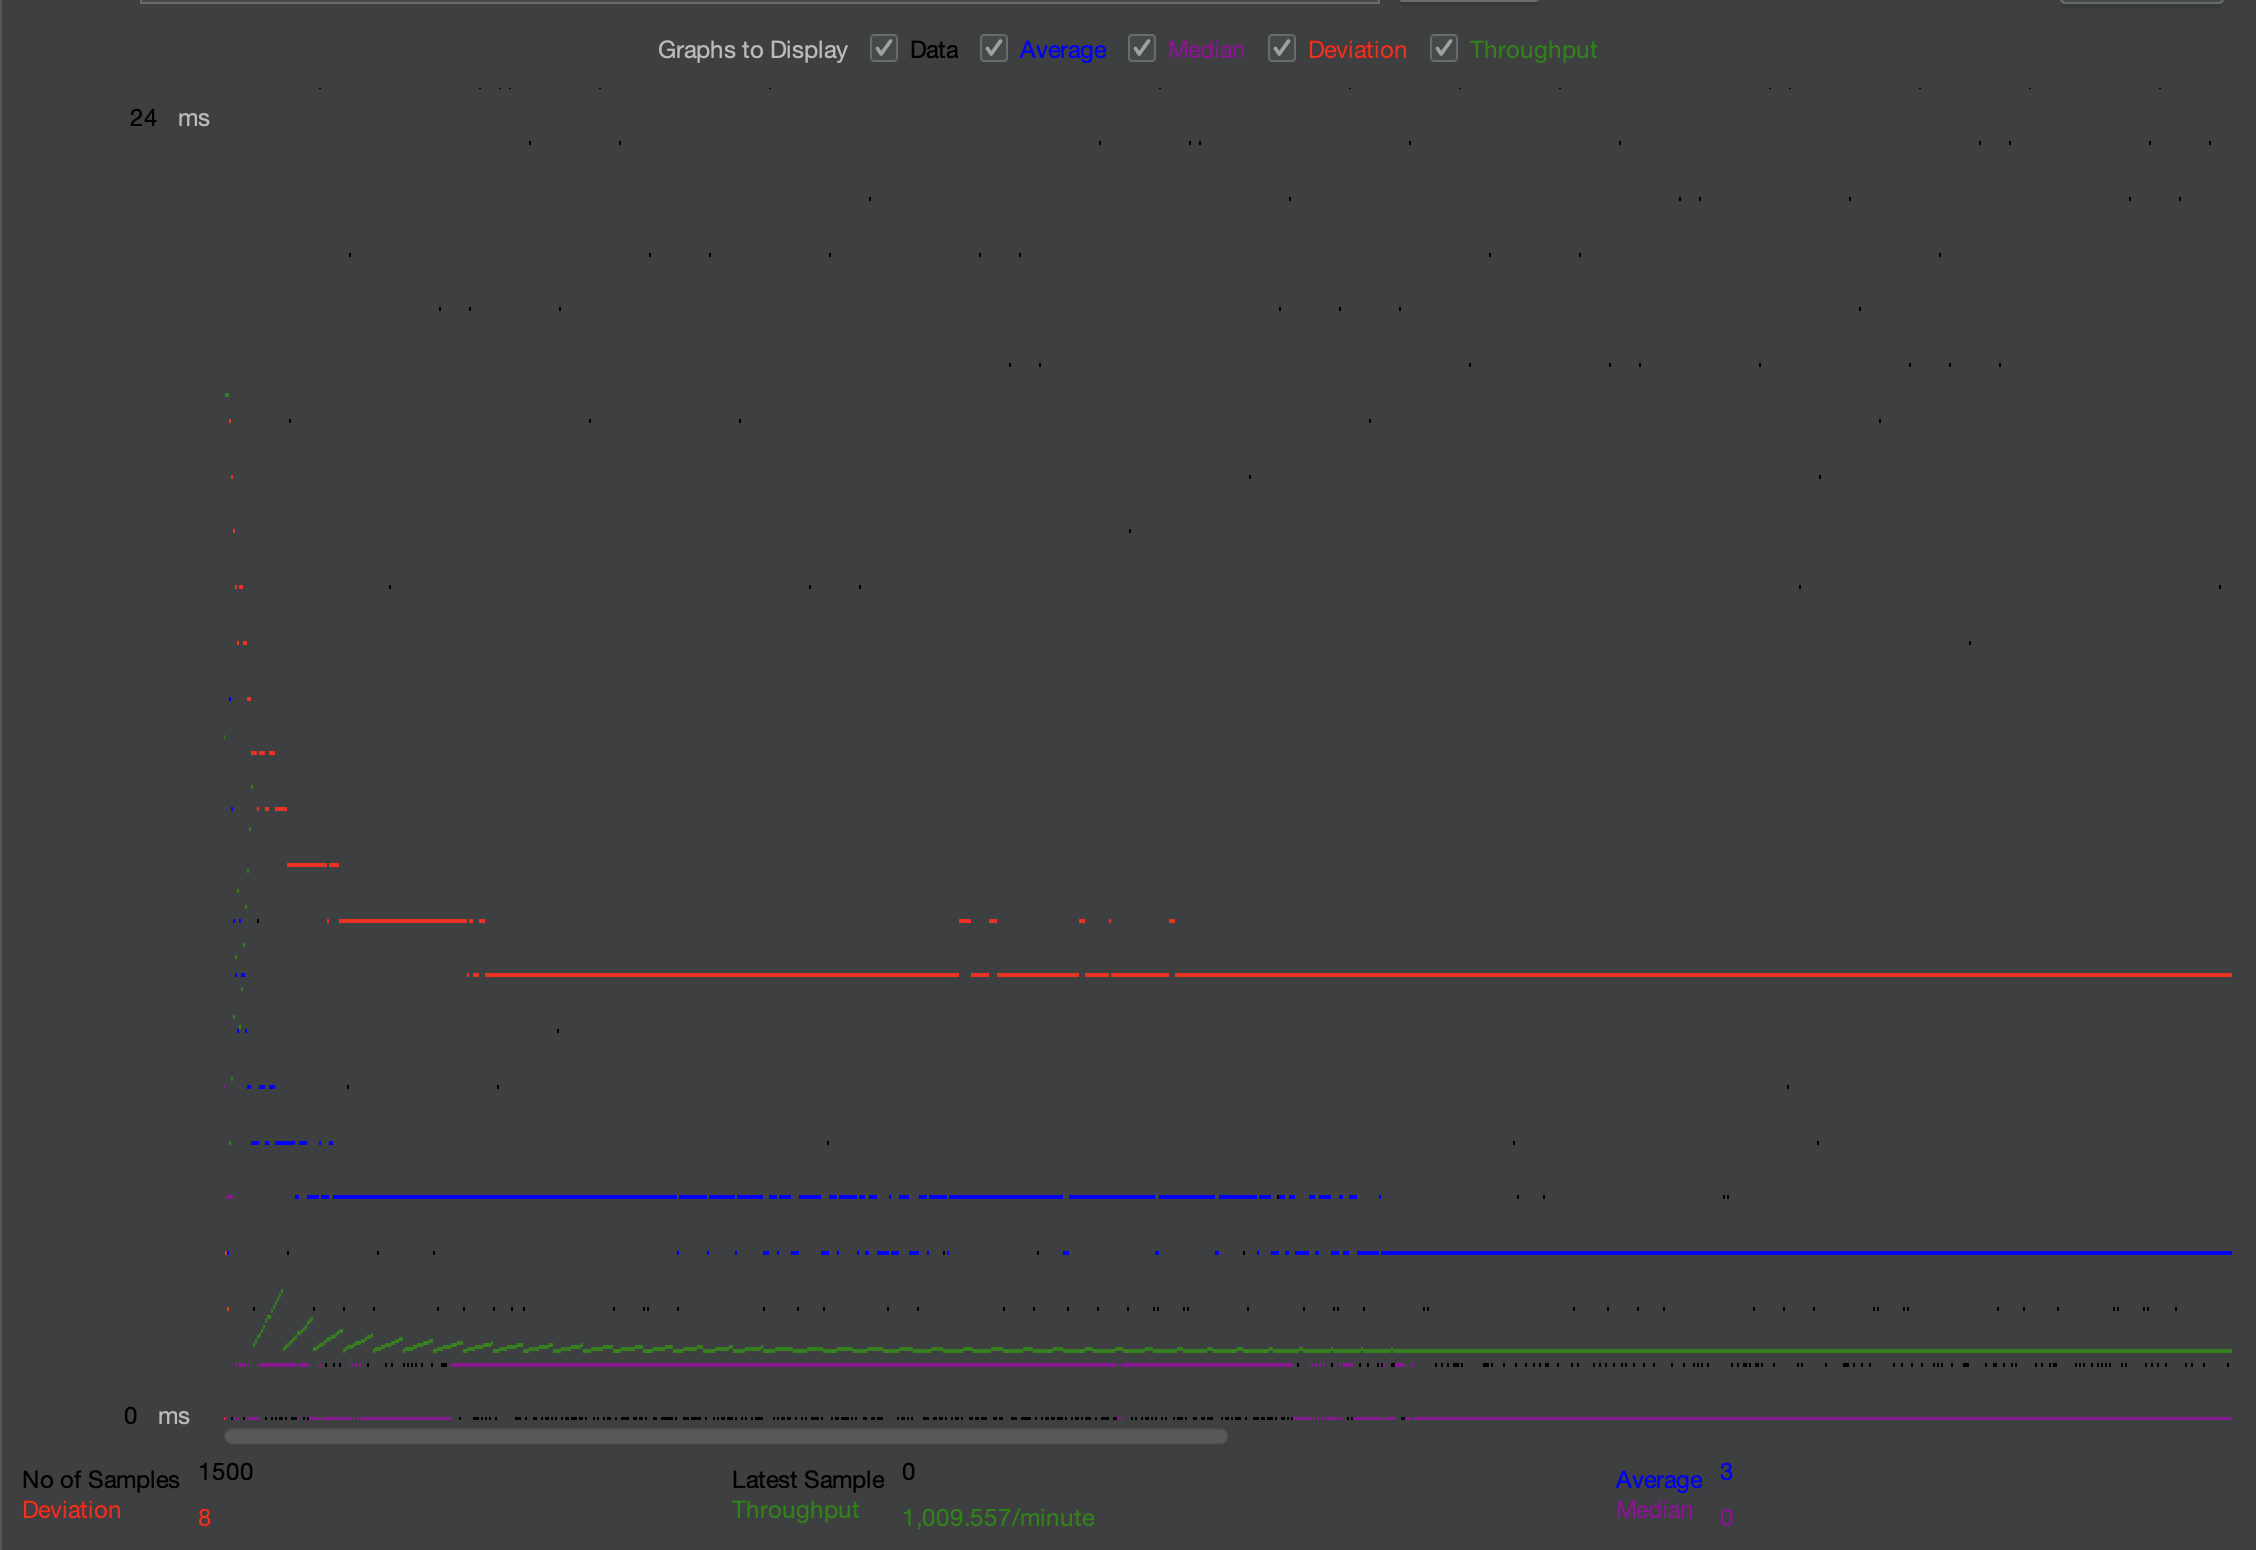 Graphs to Display Data Average Median Deviation Throughput
24 ms
0 ms
No of Samples 1500 Latest Sample 0 Average 3
Deviation 8 Throughput 1,009.557/minute Median 0